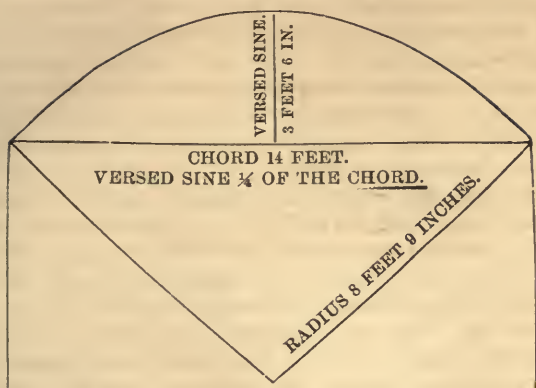 VERSED SINE.
3 FEET 6 IN.
CHORD 14 FEET.
VERSED SINE ¼ OF THE CHORD.
RADIUS 8 FEET 9 INCHES.